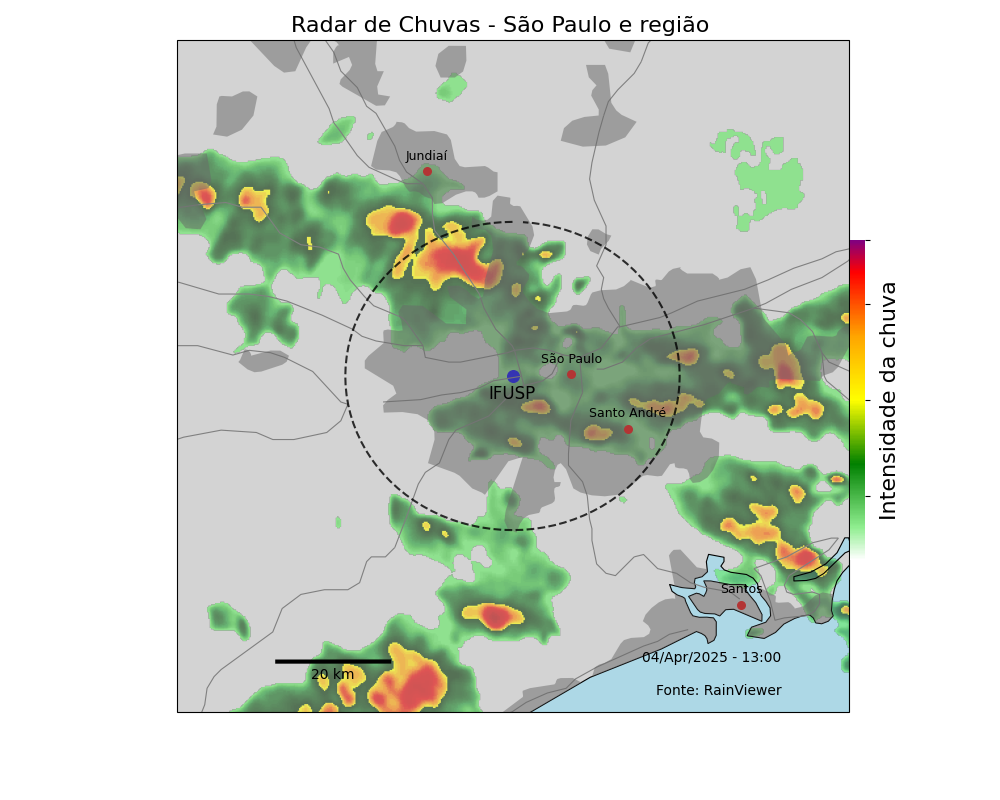 Radar de Chuvas - São Paulo e região
Jundiaí
São Paulo
IFUSP
Santo André
Santos
04/Apr/2025 - 13:00
20 km
Fonte: RainViewer
Intensidade da chuva